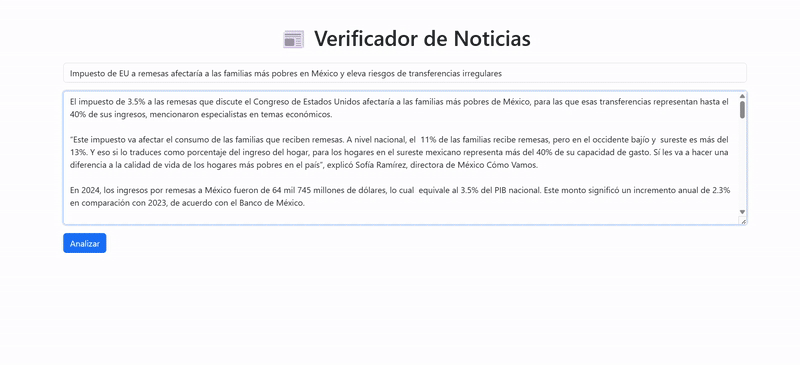 Verificador de Noticias
Impuesto de EU a remesas afectaría a las familias más pobres en México y eleva riesgos de transferencias irregulares
El impuesto de 3.5% a las remesas que discute el Congreso de Estados Unidos afectaría a las familias más pobres de México, para las que esas transferencias representan hasta el
40% de sus ingresos, mencionaron especialistas en temas económicos.
“Este impuesto va afectar el consumo de las familias que reciben remesas. A nivel nacional, el  11% de las familias recibe remesas, pero en el occidente bajío y  sureste es más del
13%. Y eso si lo traduces como porcentaje del ingreso del hogar, para los hogares en el sureste mexicano representa más del 40% de su capacidad de gasto. Sí les va a hacer una
diferencia a la calidad de vida de los hogares más pobres en el país”, explicó Sofía Ramírez, directora de México Cómo Vamos.
En 2024, los ingresos por remesas a México fueron de 64 mil 745 millones de dólares, lo cual  equivale al 3.5% del PIB nacional. Este monto significó un incremento anual de 2.3%
en comparación con 2023, de acuerdo con el Banco de México.
Analizar